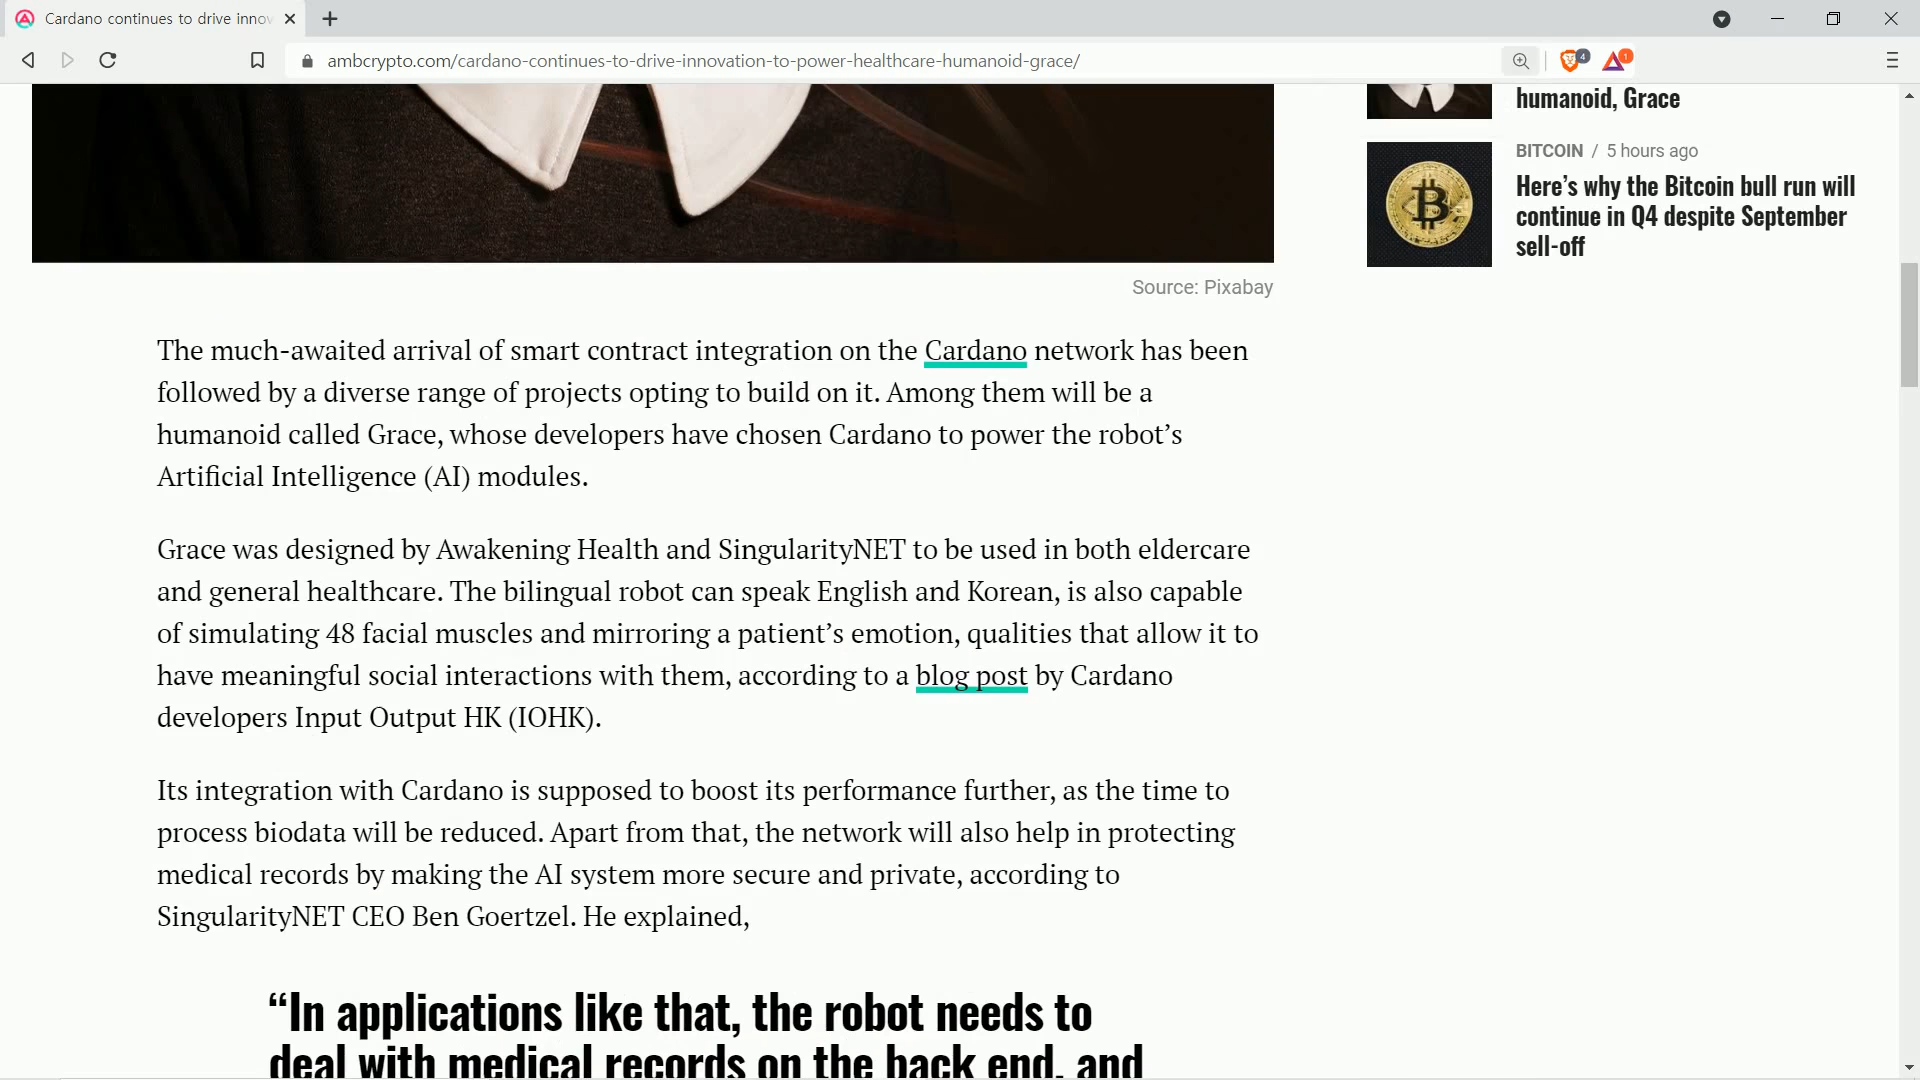 Cardano continues to drive innov
ambcrypto.com/cardano-continues-to-drive-innovation-to-power-healthcare-humanoid-grace/
4
1
humanoid, Grace
BITCOIN / 5 hours ago
Here’s why the Bitcoin bull run will
continue in Q4 despite September
sell-off
Source: Pixabay
The much-awaited arrival of smart contract integration on the Cardano network has been
followed by a diverse range of projects opting to build on it. Among them will be a
humanoid called Grace, whose developers have chosen Cardano to power the robot’s
Artificial Intelligence (AI) modules.
Grace was designed by Awakening Health and SingularityNET to be used in both eldercare
and general healthcare. The bilingual robot can speak English and Korean, is also capable
of simulating 48 facial muscles and mirroring a patient’s emotion, qualities that allow it to
have meaningful social interactions with them, according to a blog post by Cardano
developers Input Output HK (IOHK).
Its integration with Cardano is supposed to boost its performance further, as the time to
process biodata will be reduced. Apart from that, the network will also help in protecting
medical records by making the AI system more secure and private, according to
SingularityNET CEO Ben Goertzel. He explained,
“In applications like that, the robot needs to
deal with medical records on the back end, and